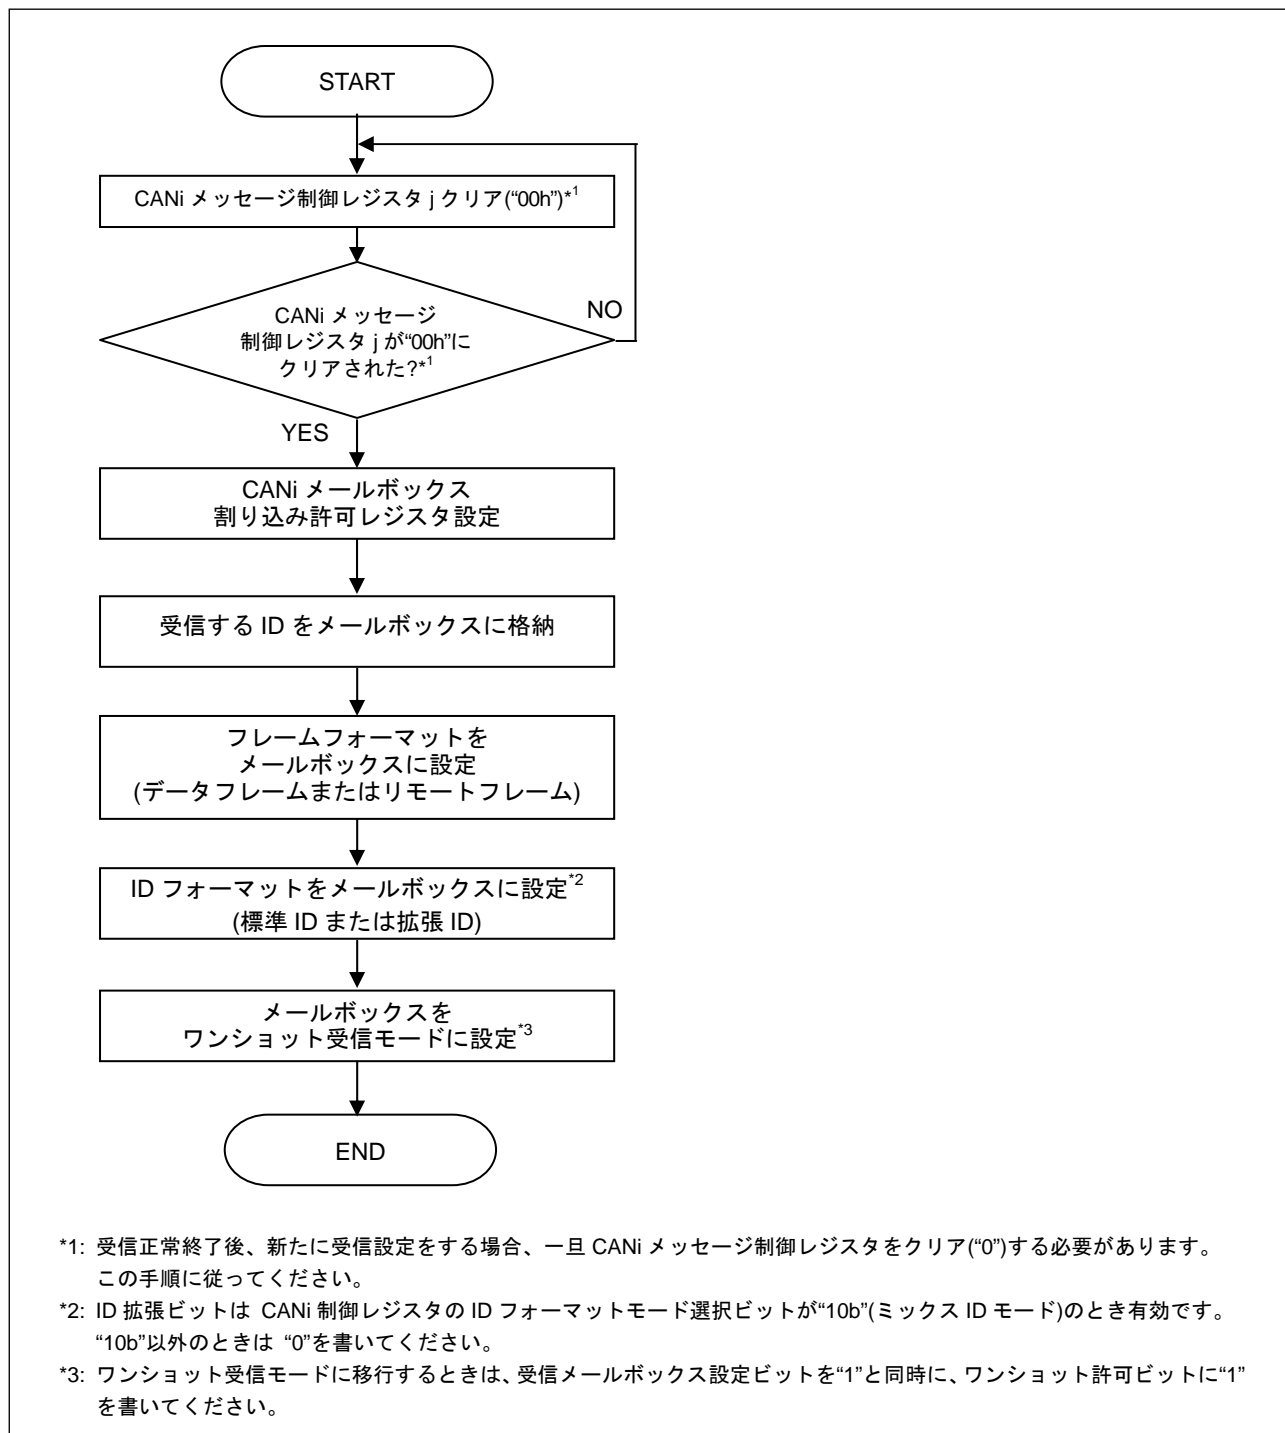 START
CANi メッセージ制御レジスタ j クリア(“00h”)*1
CANi メッセージ
制御レジスタ j が“00h”に
クリアされた?*1
NO
YES
CANi メールボックス
割り込み許可レジスタ設定
受信する ID をメールボックスに格納
フレームフォーマットを
メールボックスに設定
(データフレームまたはリモートフレーム)
ID フォーマットをメールボックスに設定*2
(標準 ID または拡張 ID)
メールボックスを
ワンショット受信モードに設定*3
END
*1: 受信正常終了後、新たに受信設定をする場合、一旦 CANi メッセージ制御レジスタをクリア(“0”)する必要があります。
この手順に従ってください。
*2: ID 拡張ビットは CANi 制御レジスタの ID フォーマットモード選択ビットが“10b”(ミックス ID モード)のとき有効です。
“10b”以外のときは “0”を書いてください。
*3: ワンショット受信モードに移行するときは、受信メールボックス設定ビットを“1”と同時に、ワンショット許可ビットに“1”
を書いてください。